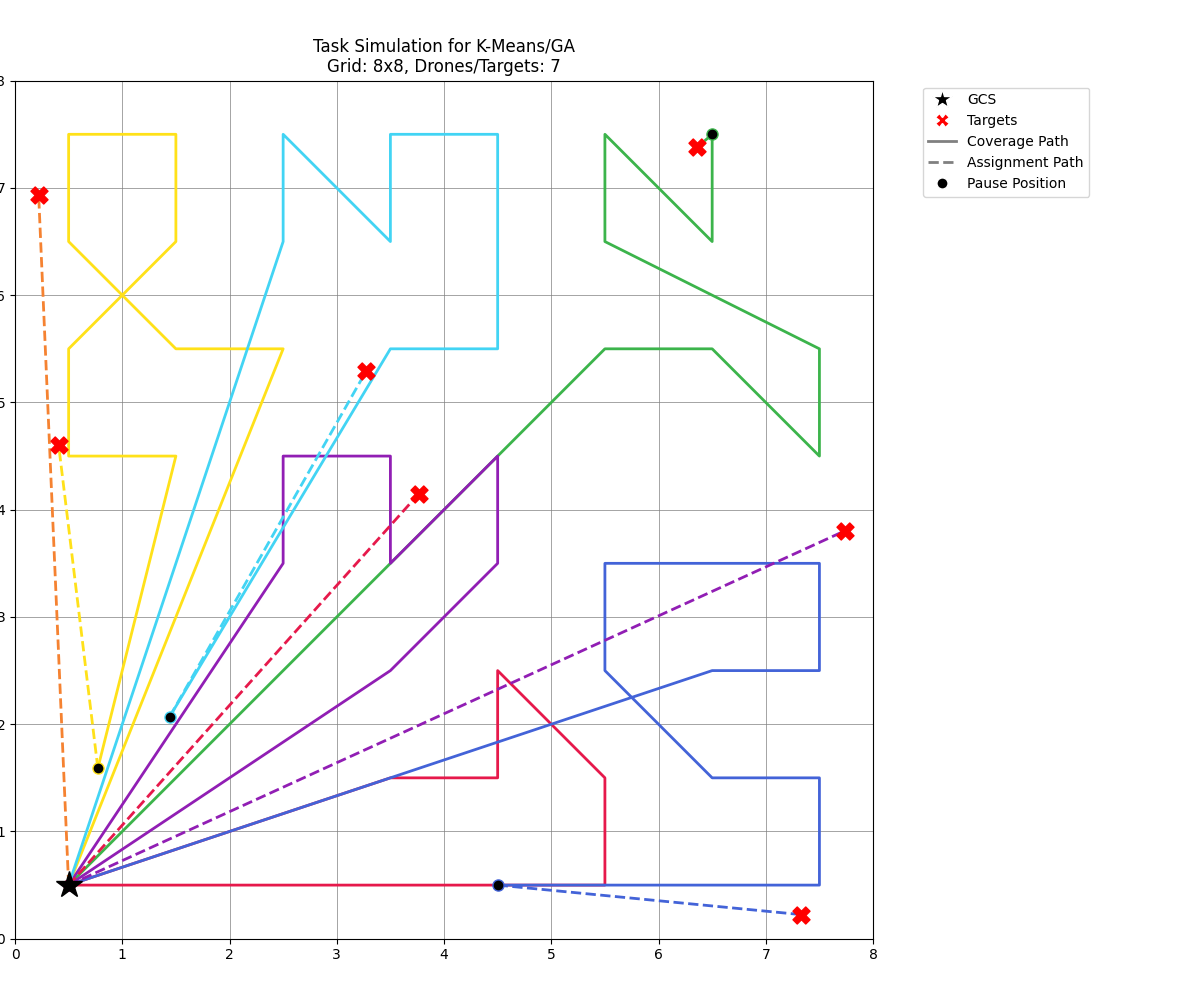 Task Simulation for K-Means/GA
Grid: 8x8, Drones/Targets: 7
GCS
Targets
Coverage Path
Assignment Path
Pause Position
8
7
6
5
4
3
2
1
0
0 1 2 3 4 5 6 7 8